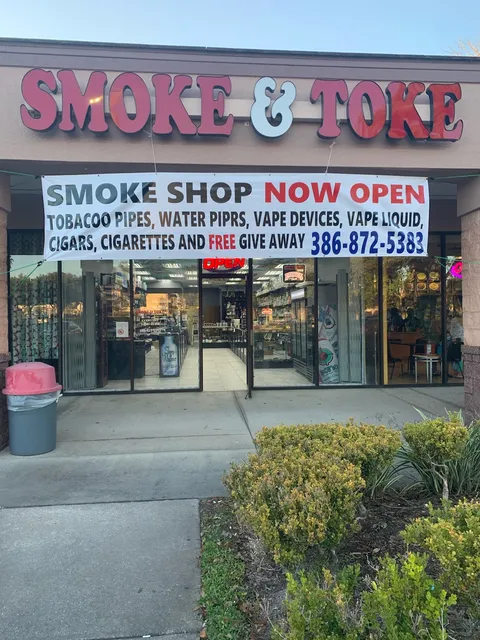 SMOKE & TOKE
SMOKE SHOP NOW OPEN
TOBACOO PIPES, WATER PIPRS, VAPE DEVICES, VAPE LIQUID,
CIGARS, CIGARETTES AND FREE GIVE AWAY 386-872-5383
OPEN